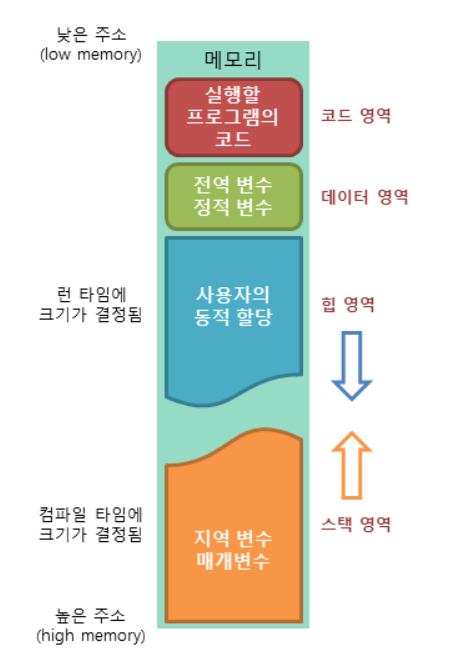 낮은 주소
(low memory)
메모리
실행할
프로그램의
코드
코드 영역
전역 변수
정적 변수
데이터 영역
런 타임에
크기가 결정됨
사용자의
동적 할당
힙 영역
컴파일 타임에
크기가 결정됨
지역 변수
매개변수
스택 영역
높은 주소
(high memory)